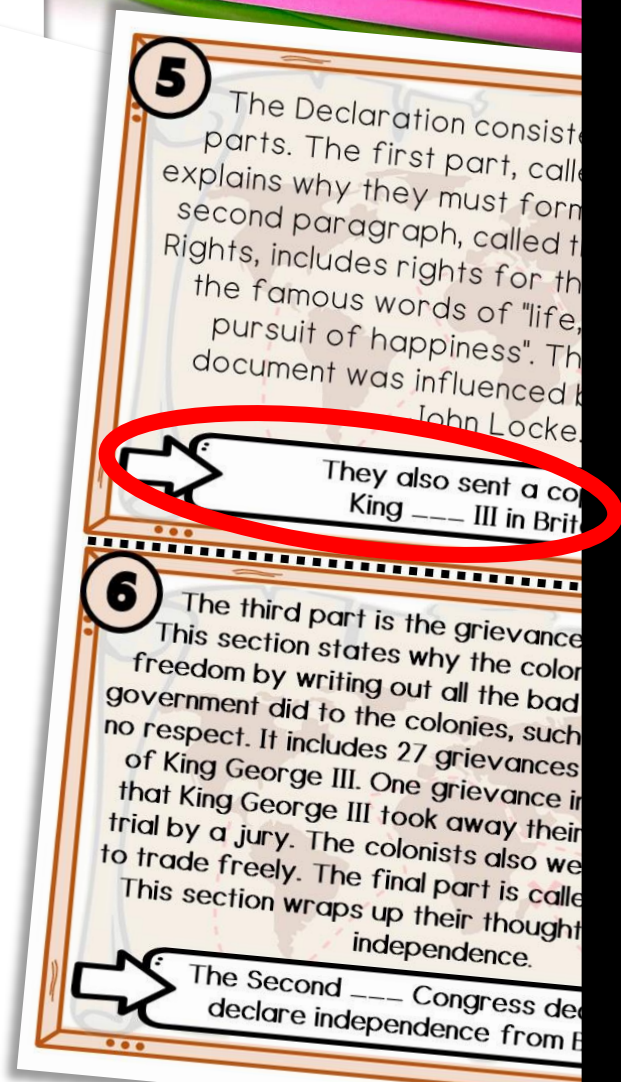 5
The Declaration consist
parts. The first part, call
explains why they must form
second paragraph, called t
Rights, includes rights for th
the famous words of "life,
pursuit of happiness". Th
document was influenced
John Locke.
They also sent a co
King ___ III in Brit
6
The third part is the grievance
This section states why the color
freedom by writing out all the bad
government did to the colonies, such
no respect. It includes 27 grievances
of King George III. One grievance
that King George III took away their
trial by a jury. The colonists also we
to trade freely. The final part is calle
This section wraps up their thought
independence.
The Second ___ Congress dec
declare independence from